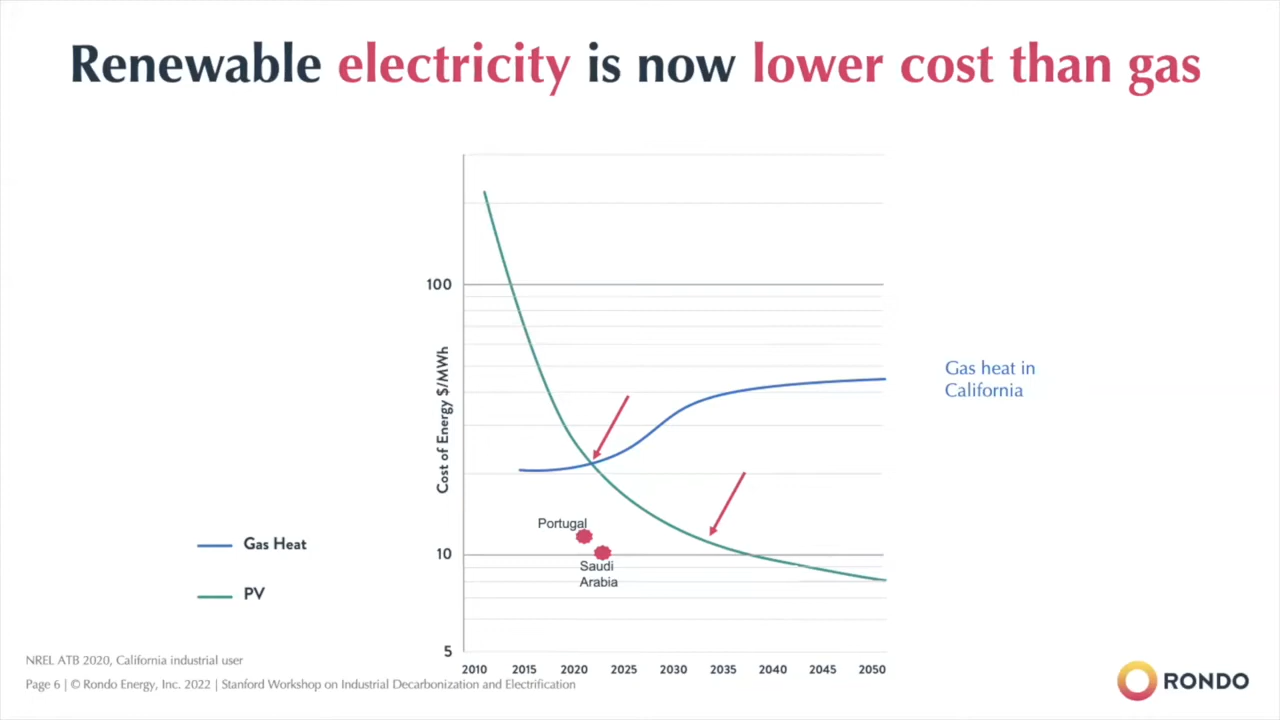 Renewable electricity is now lower cost than gas
100
Cost of Energy $/MWh
Gas heat in
California
Portugal
Saudi
Arabia
Gas Heat
10
PV
5
2010 2015 2020 2025 2030 2035 2040 2045 2050
NREL ATB 2020, California industrial user
Page 6 | © Rondo Energy, Inc. 2022 | Stanford Workshop on Industrial Decarbonization and Electrification
RONDO